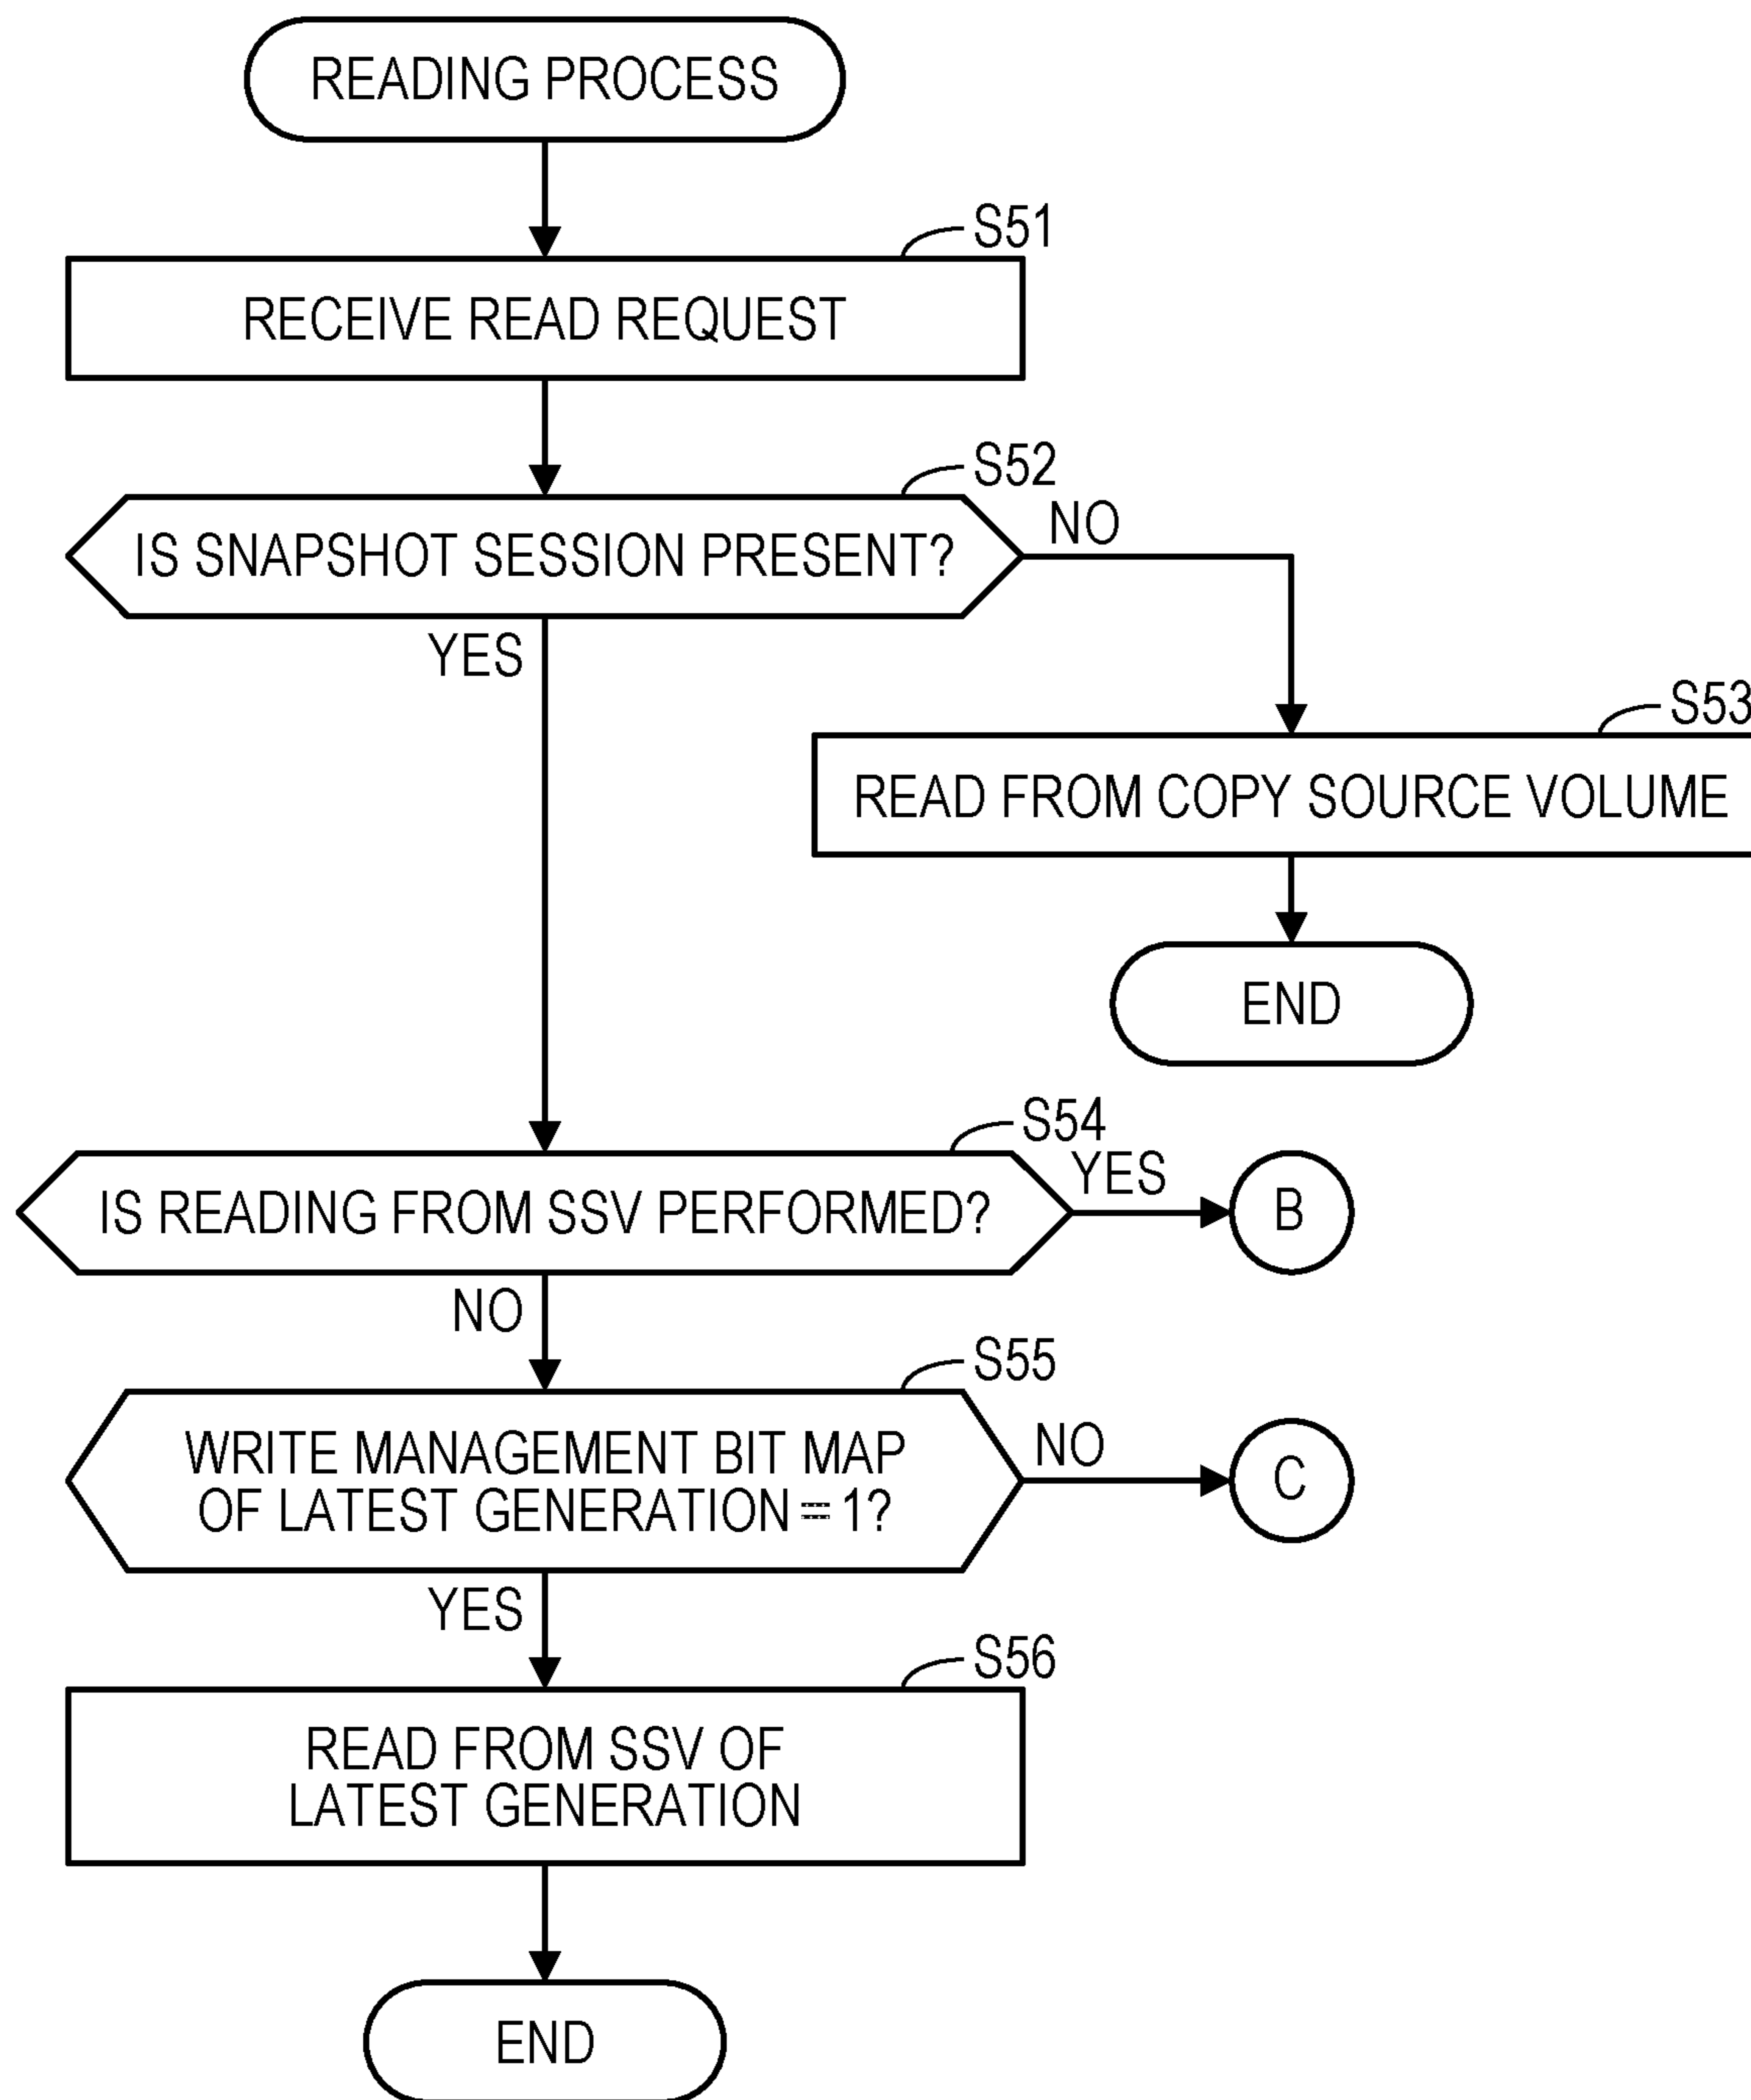 READING PROCESS
S51
RECEIVE READ REQUEST
S52
IS SNAPSHOT SESSION PRESENT?
NO
YES
S53
READ FROM COPY SOURCE VOLUME
END
S54
IS READING FROM SSV PERFORMED?
YES
B
NO
S55
WRITE MANAGEMENT BIT MAP
OF LATEST GENERATION = 1?
NO
C
YES
S56
READ FROM SSV OF
LATEST GENERATION
END